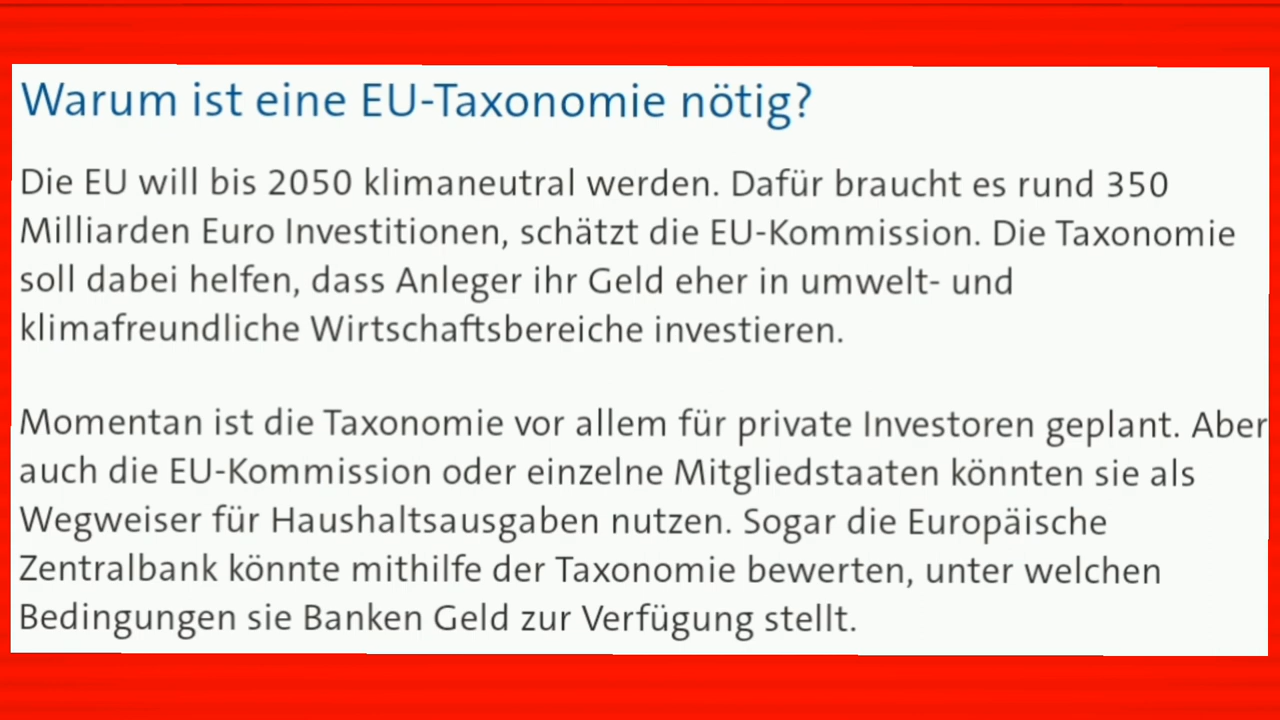 Warum ist eine EU-Taxonomie nötig?
Die EU will bis 2050 klimaneutral werden. Dafür braucht es rund 350
Milliarden Euro Investitionen, schätzt die EU-Kommission. Die Taxonomie
soll dabei helfen, dass Anleger ihr Geld eher in umwelt- und
klimafreundliche Wirtschaftsbereiche investieren.
Momentan ist die Taxonomie vor allem für private Investoren geplant. Aber
auch die EU-Kommission oder einzelne Mitgliedstaaten könnten sie als
Wegweiser für Haushaltsausgaben nutzen. Sogar die Europäische
Zentralbank könnte mithilfe der Taxonomie bewerten, unter welchen
Bedingungen sie Banken Geld zur Verfügung stellt.